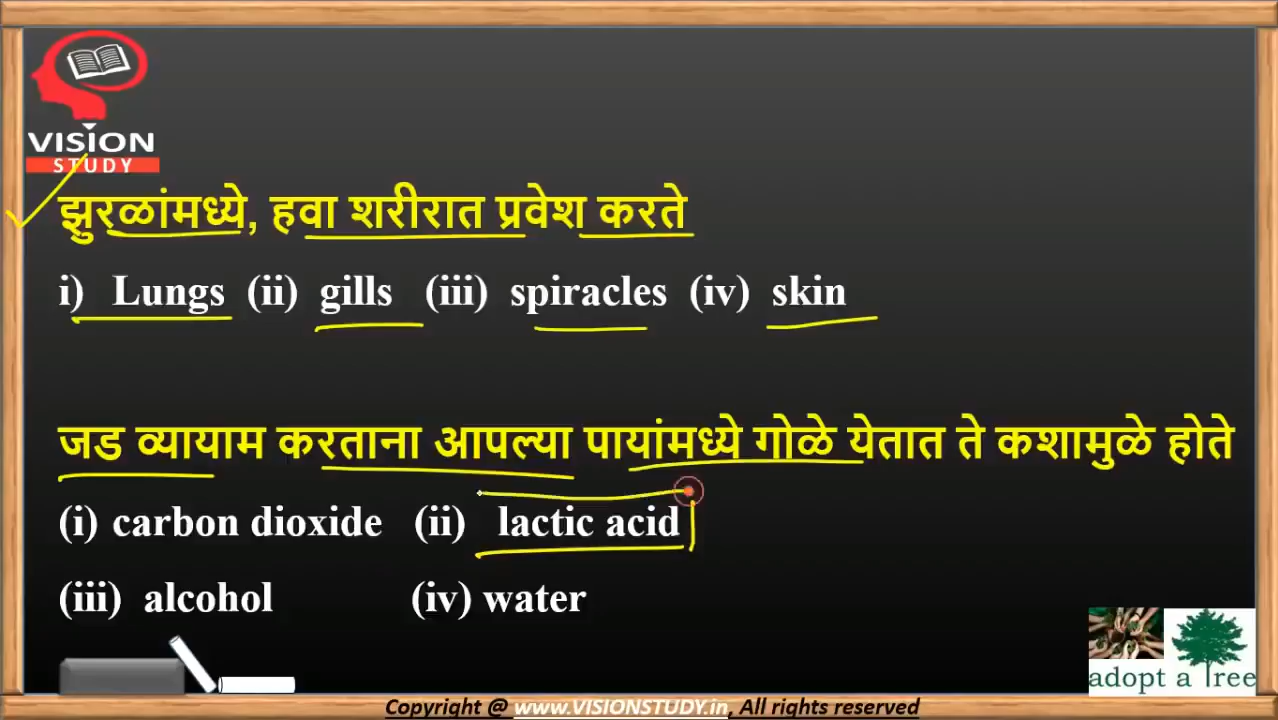 VISION
STUDY
झुरळांमध्ये, हवा शरीरात प्रवेश करते
i) Lungs (ii) gills (iii) spiracles (iv) skin
जड व्यायाम करताना आपल्या पायांमध्ये गोळे येतात ते कशामुळे होते
(i) carbon dioxide (ii) lactic acid
(iii) alcohol (iv) water
adopt a Tree
Copyright @ www.VISIONSTUDY.in, All rights reserved